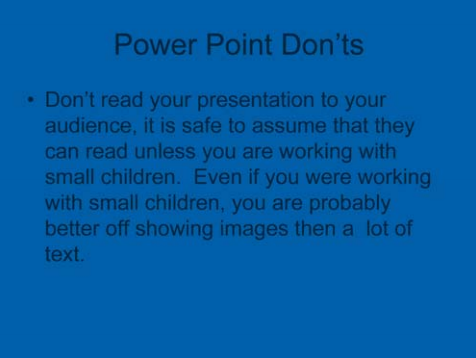 Power Point Don'ts
• Don't read your presentation to your
audience, it is safe to assume that they
can read unless you are working with
small children.  Even if you were working
with small children, you are probably
better off showing images then a  lot of
text.